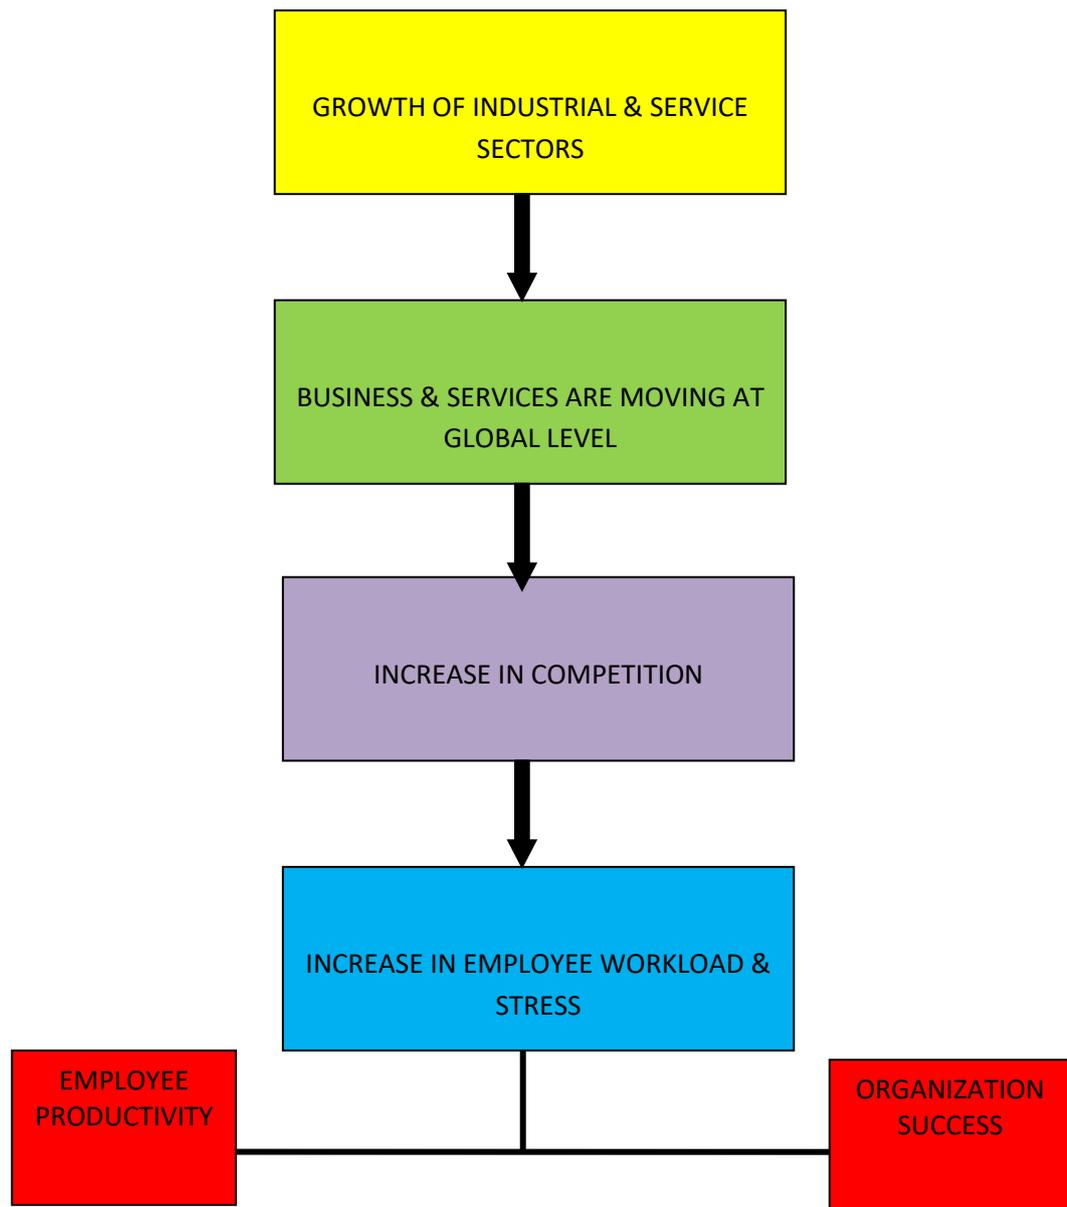 GROWTH OF INDUSTRIAL & SERVICE
SECTORS
BUSINESS & SERVICES ARE MOVING AT
GLOBAL LEVEL
INCREASE IN COMPETITION
INCREASE IN EMPLOYEE WORKLOAD &
STRESS
EMPLOYEE
PRODUCTIVITY
ORGANIZATION
SUCCESS